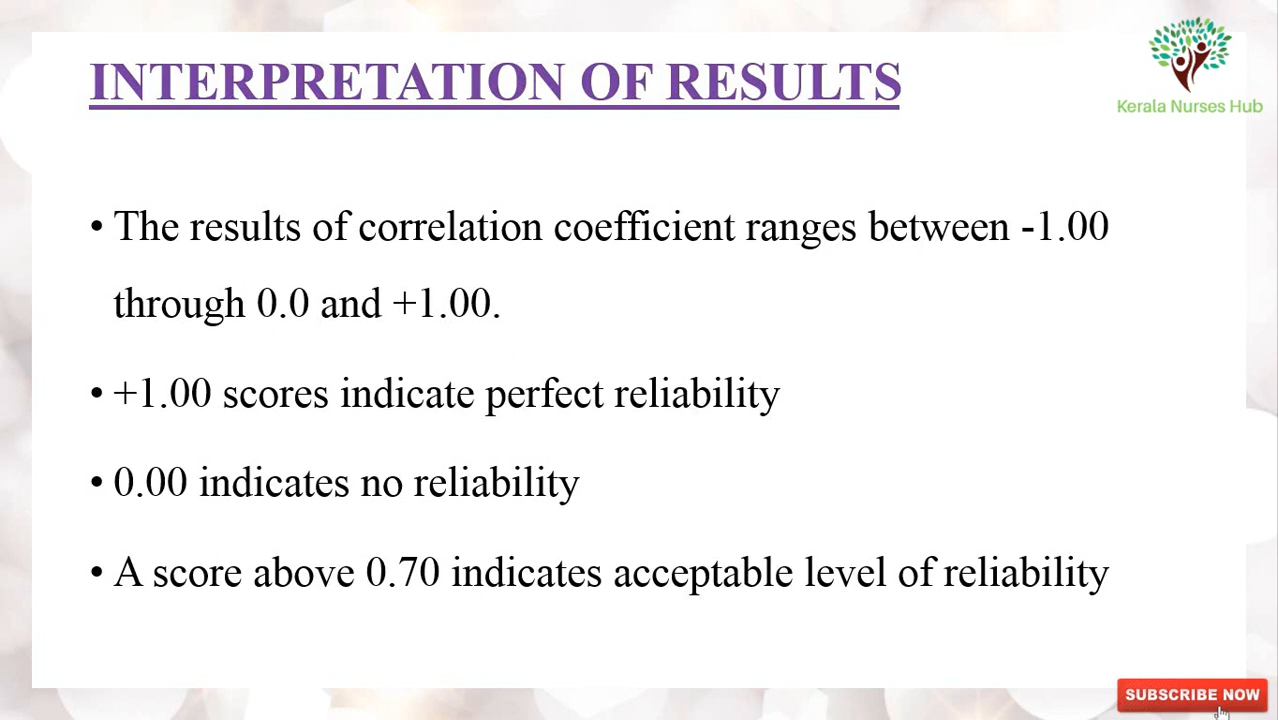 INTERPRETATION OF RESULTS
Kerala Nurses Hub
• The results of correlation coefficient ranges between -1.00
through 0.0 and +1.00.
• +1.00 scores indicate perfect reliability
• 0.00 indicates no reliability
• A score above 0.70 indicates acceptable level of reliability
SUBSCRIBE NOW